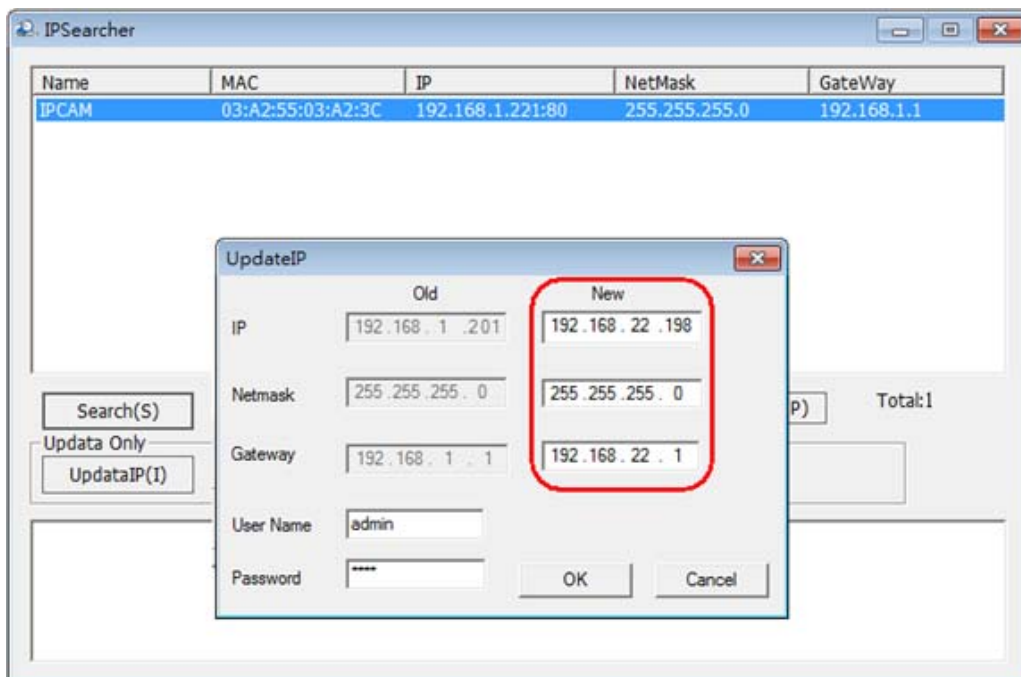 IPSearcher
Name MAC IP NetMask GateWay
IPCAM 03:A2:55:03:A2:3C 192.168.1.221:80 255.255.255.0 192.168.1.1
UpdateIP
Old New
IP 192.168. 1 .201 192.168.22.198
Netmask 255.255.255. 0 255.255.255. 0
Gateway 192.168. 1 . 1 192.168.22. 1
User Name admin
Password ••••
OK Cancel
Search(S) P) Total:1
Updata Only
UpdataIP(I)